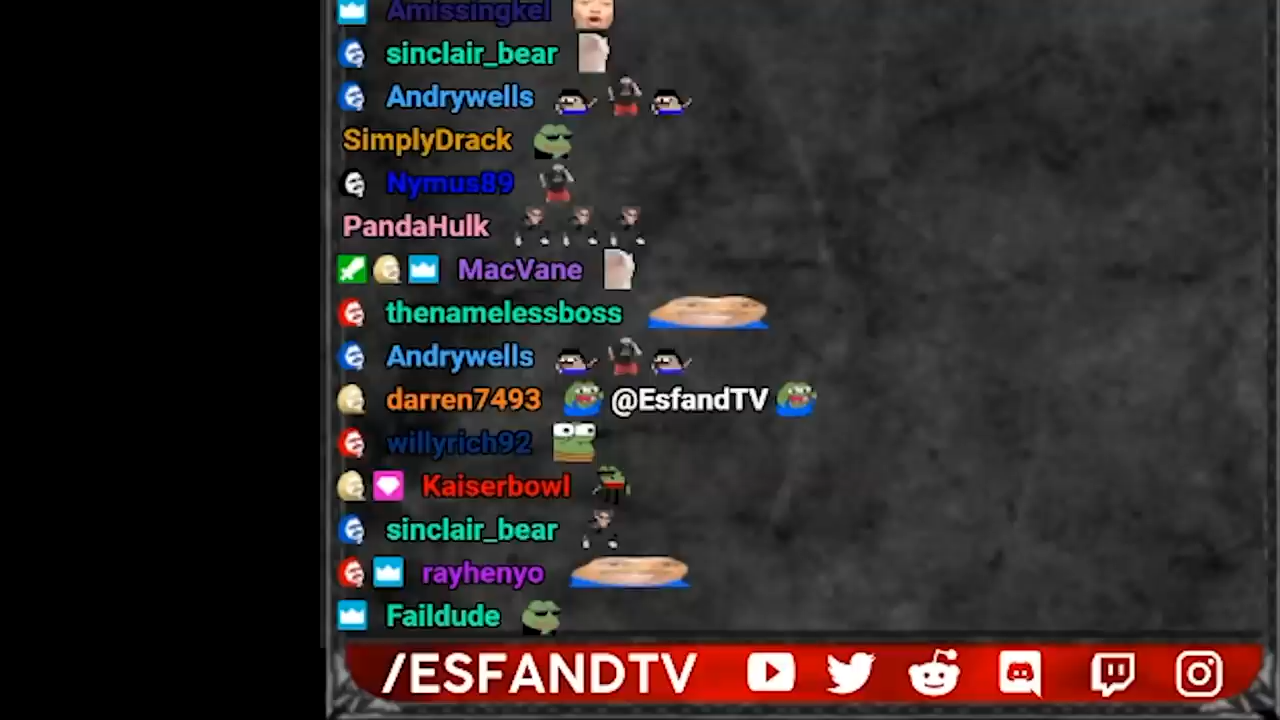 Amissingkel
sinclair_bear
Andrywells
SimplyDrack
Nymus89
PandaHulk
MacVane
thenamelessboss
Andrywells
darren7493 @EsfandTV
willyrich92
Kaiserbowl
sinclair_bear
rayhenyo
Faildude
/ESFANDTV